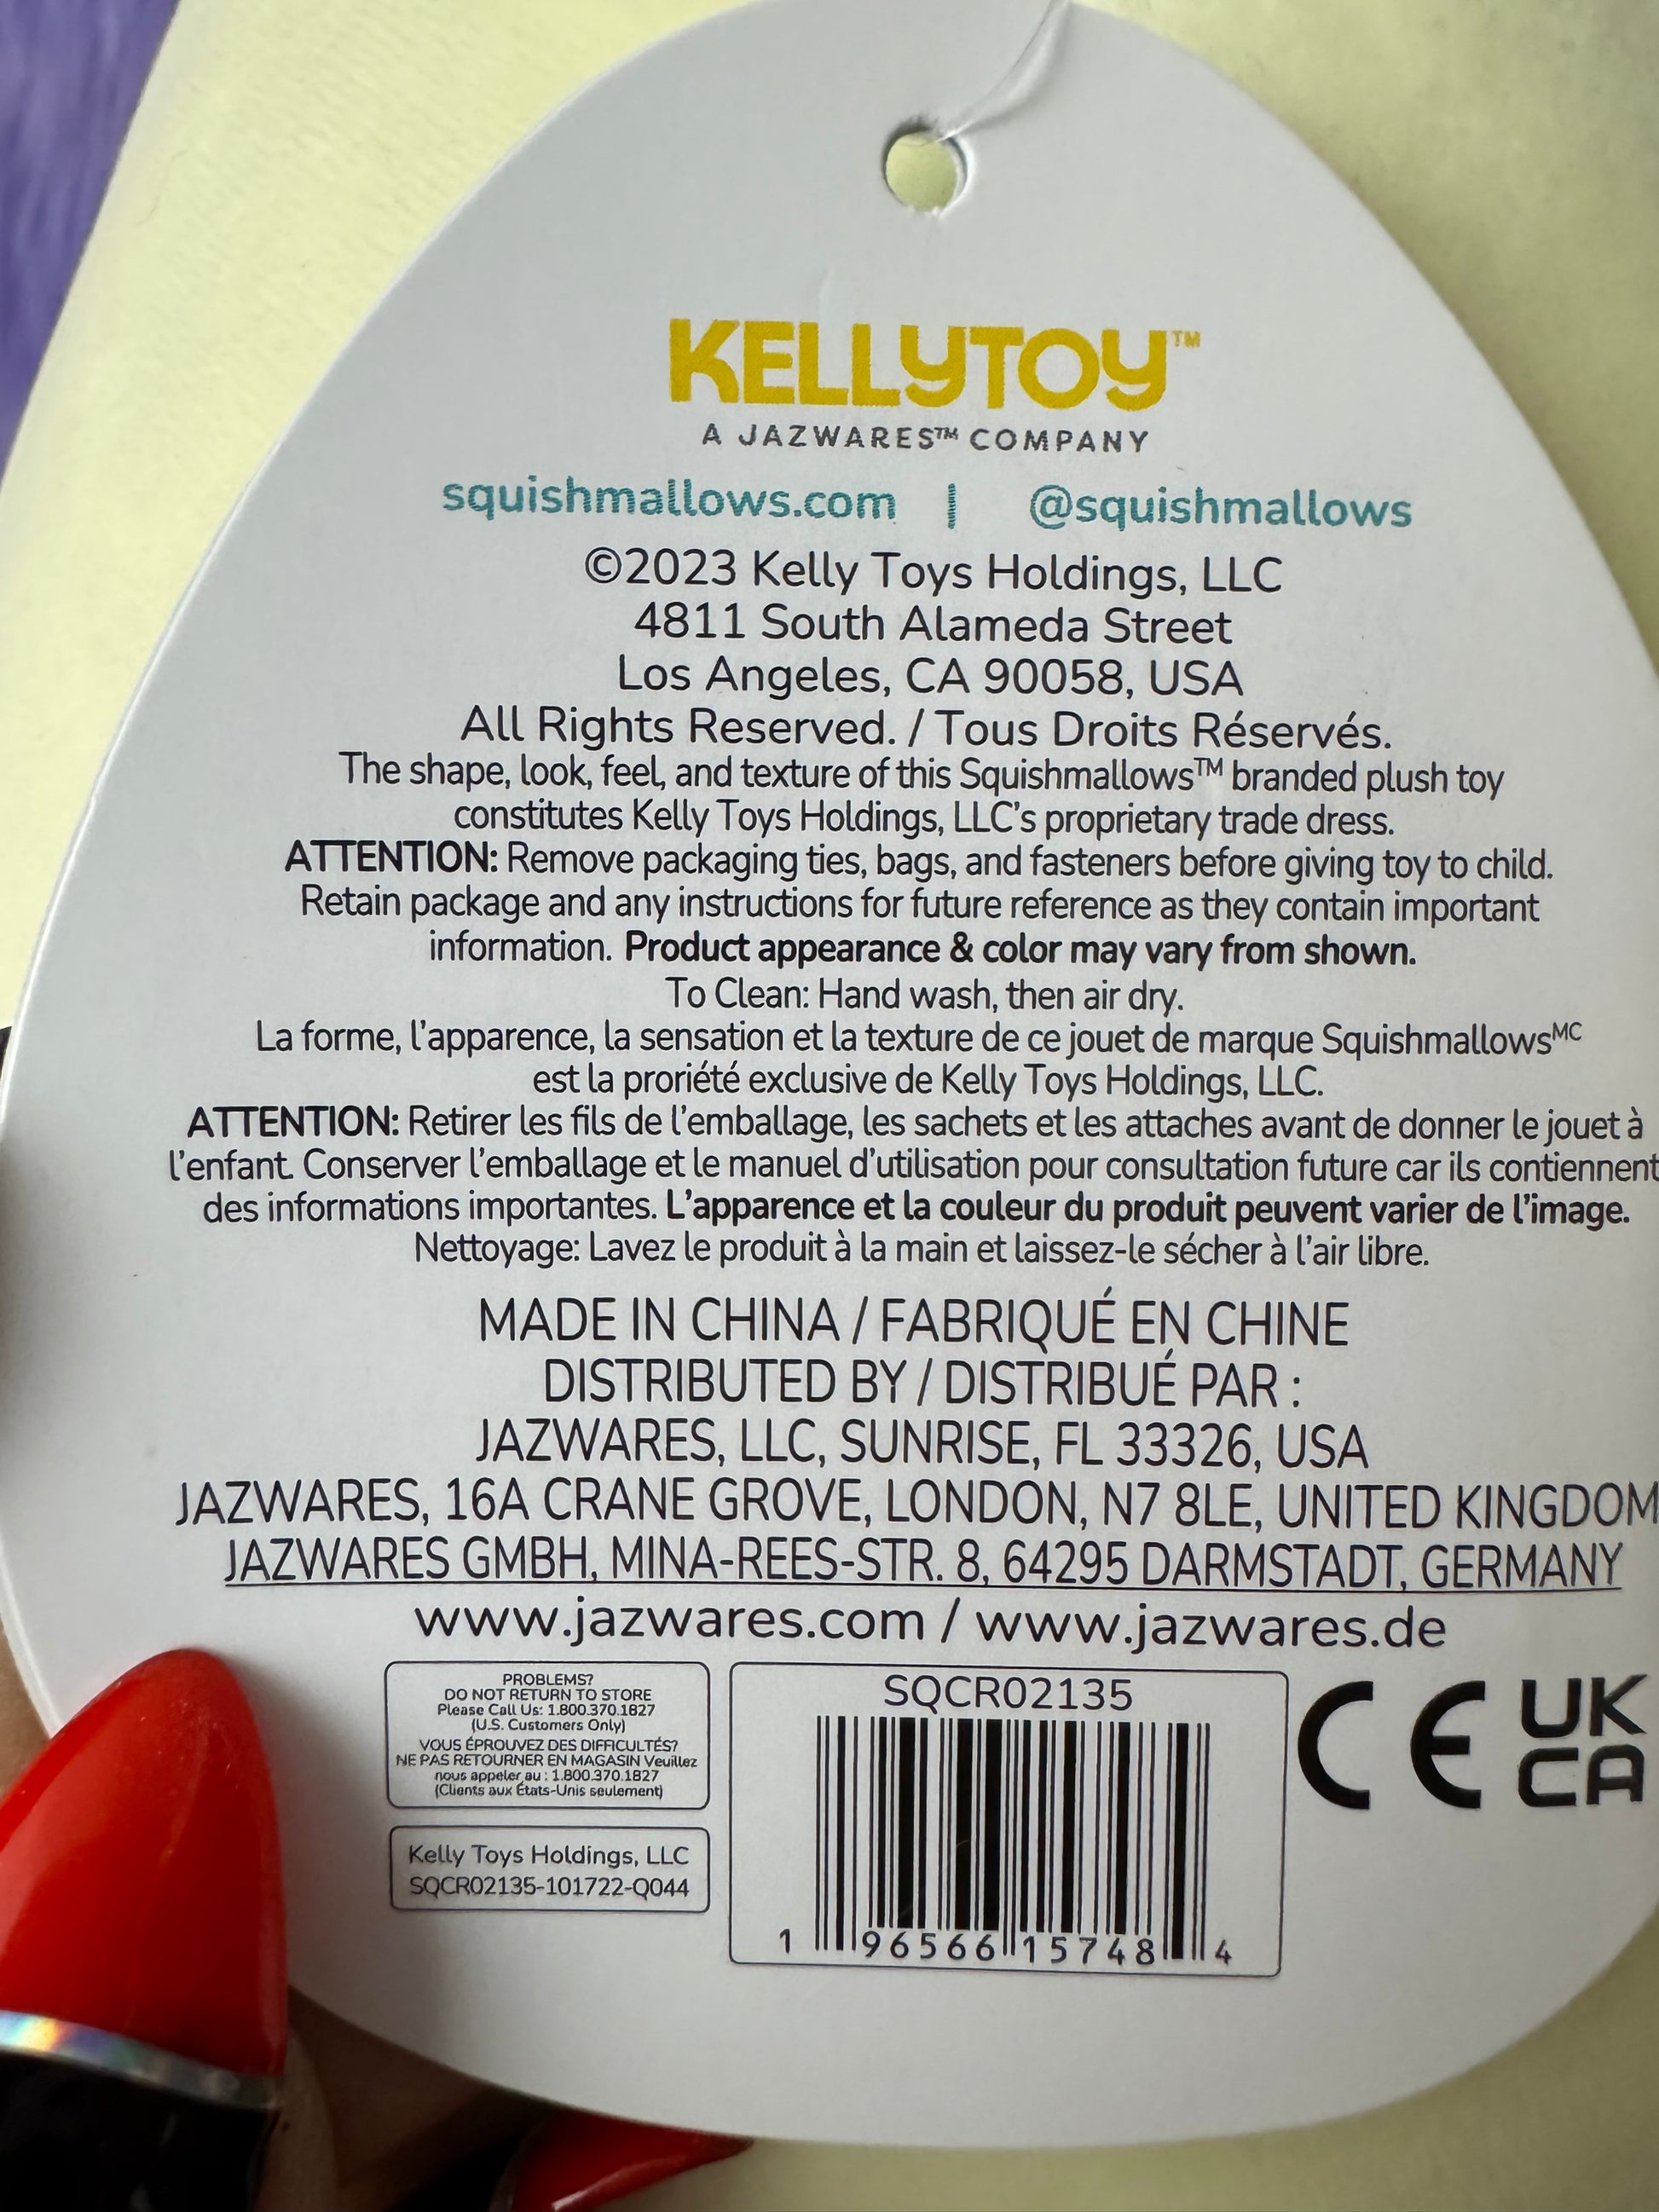 KELLYTOY™
A JAZWARES™ COMPANY
squishmallows.com | @squishmallows
©2023 Kelly Toys Holdings, LLC
4811 South Alameda Street
Los Angeles, CA 90058, USA
All Rights Reserved. / Tous Droits Réservés.
The shape, look, feel, and texture of this Squishmallows™ branded plush toy
constitutes Kelly Toys Holdings, LLC's proprietary trade dress.
ATTENTION: Remove packaging ties, bags, and fasteners before giving toy to child.
Retain package and any instructions for future reference as they contain important
information. Product appearance & color may vary from shown.
To Clean: Hand wash, then air dry.
La forme, l'apparence, la sensation et la texture de ce jouet de marque Squishmallowsᴹᶜ
est la proriété exclusive de Kelly Toys Holdings, LLC.
ATTENTION: Retirer les fils de l'emballage, les sachets et les attaches avant de donner le jouet à
l'enfant. Conserver l'emballage et le manuel d'utilisation pour consultation future car ils contiennent
des informations importantes. L'apparence et la couleur du produit peuvent varier de l'image.
Nettoyage: Lavez le produit à la main et laissez-le sécher à l'air libre.
MADE IN CHINA / FABRIQUÉ EN CHINE
DISTRIBUTED BY / DISTRIBUÉ PAR :
JAZWARES, LLC, SUNRISE, FL 33326, USA
JAZWARES, 16A CRANE GROVE, LONDON, N7 8LE, UNITED KINGDOM
JAZWARES GMBH, MINA-REES-STR. 8, 64295 DARMSTADT, GERMANY
www.jazwares.com / www.jazwares.de
PROBLEMS?
DO NOT RETURN TO STORE
Please Call Us: 1.800.370.1827
(U.S. Customers Only)
VOUS ÉPROUVEZ DES DIFFICULTÉS?
NE PAS RETOURNER EN MAGASIN Veuillez
nous appeler au : 1.800.370.1827
(Clients aux États-Unis seulement)
Kelly Toys Holdings, LLC
SQCR02135-101722-Q044
SQCR02135
1 96566 15748 4
CE
UK
CA